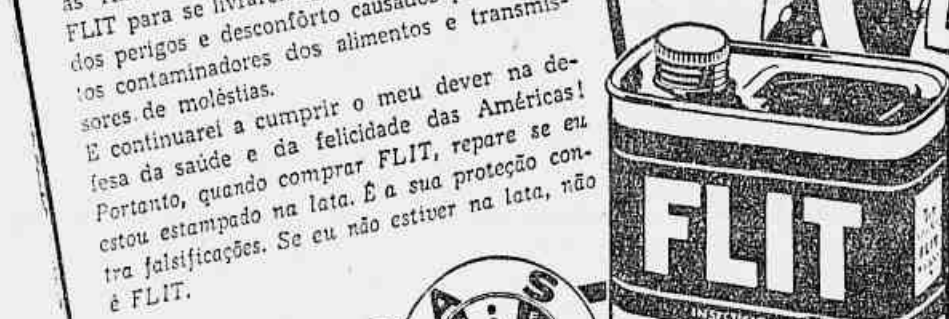 FLIT para se
dos perigos e desconfôrto
tos contaminadores dos alimentos e transmis-
sores de moléstias.
E continuarei a cumprir o meu dever na de-
fesa da saúde e da felicidade das Américas!
Portanto, quando comprar FLIT, repare se eu
estou estampado na lata. É a sua proteção con-
tra falsificações. Se eu não estiver na lata, não
é FLIT.
FLIT